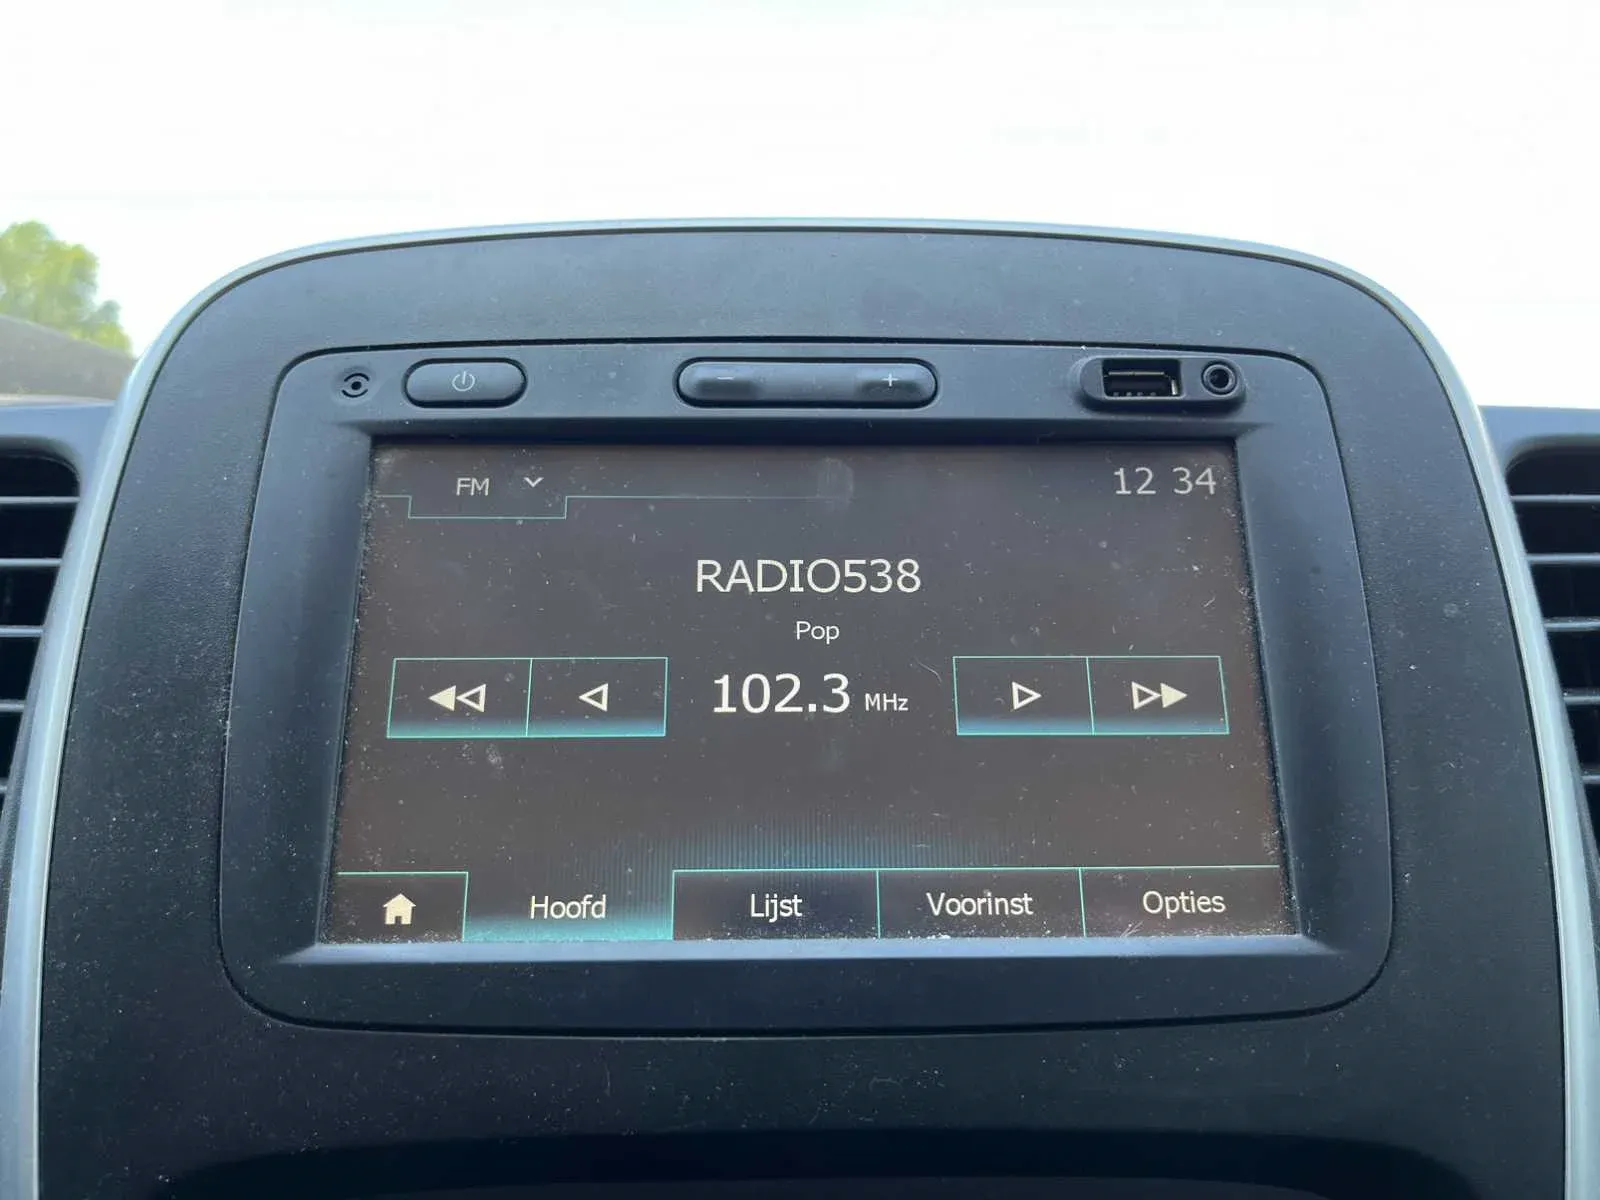 FM
12 34
RADIO538
Pop
102.3 MHz
Hoofd Lijst Voorinst Opties